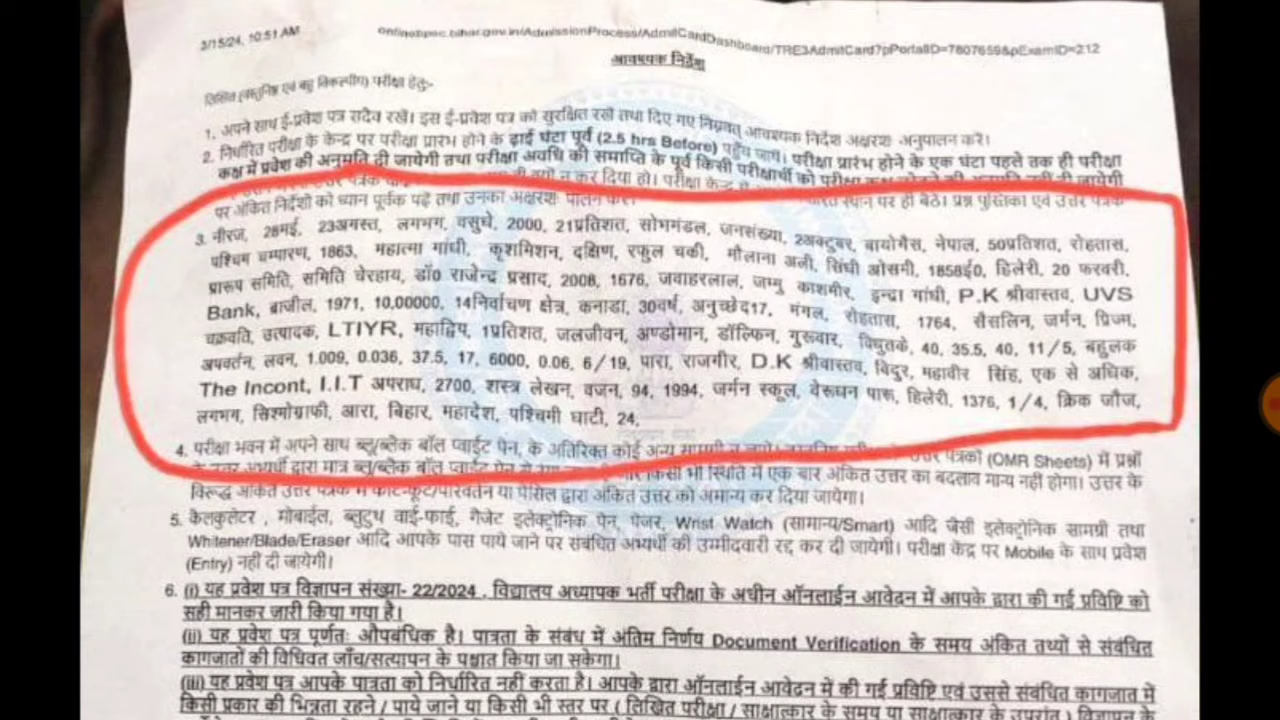 3/15/24, 10:51 AM
onlinebpsc.bihar.gov.in/AdmissionProcess/AdmitCardDashboard/TRE3AdmitCard?pPortalID=7807659&pExamID=212
आवश्यक निर्देश
लिखित (वस्तुनिष्ठ एवं बहु विकल्पीय) परीक्षा हेतुः-
1. अपने साथ ई-प्रवेश पत्र सदैव रखें। इस ई-प्रवेश पत्र को सुरक्षित रखें तथा दिए गए निम्नवत् आवश्यक निर्देश अक्षरशः अनुपालन करें।
2. निर्धारित परीक्षा के केन्द्र पर परीक्षा प्रारंभ होने के ढ़ाई घंटा पूर्व (2.5 hrs Before) पहुँच जाय। परीक्षा प्रारंभ होने के एक घंटा पहले तक ही परीक्षा
कक्ष में प्रवेश की अनुमति दी जायेगी तथा परीक्षा अवधि की समाप्ति के पूर्व किसी परीक्षार्थी को परीक्षा कक्ष छोड़ने की अनुमति नहीं दी जायेगी
न कर दिया हो। परीक्षा केन्द्र
पर अंकित निर्देशों को ध्यान पूर्वक पढ़े तथा उनका अक्षरशः पालन करें। स्थान पर ही बैठे। प्रश्न पुस्तिका एवं उत्तर पत्रक
3. नीरज, 28मई, 23अगस्त, लगभग, वसुधे, 2000, 21प्रतिशत, सोभमंडल, जनसंख्या, 2अक्टूबर, बायोगैस, नेपाल, 50प्रतिशत, रोहतास,
पश्चिम चम्पारण, 1863, महात्मा गांधी, कृशमिशन, दक्षिण, रफुल चकी, मौलाना अली, सिंधी ओसमी, 1858ई0, हिलेरी, 20 फरवरी,
प्रारूप समिति, समिति चेरहाय, डॉ0 राजेन्द्र प्रसाद, 2008, 1676, जवाहरलाल, जम्मु काशमीर, इन्द्रा गांधी, P.K श्रीवास्तव, UVS
Bank, ब्राजील, 1971, 10,00000, 14निर्वाचण क्षेत्र, कनाडा, 30वर्ष, अनुच्छेद17, मंगल, रोहतास, 1764, सैसलिन, जर्मन, प्रिज्म,
चक्रवति, उत्पादक, LTIYR, महाद्विप, 1प्रतिशत, जलजीवन, अण्डोमान, डॉल्फिन, गुरूवार, विधुतके, 40, 35.5, 40, 11/5, बहुलक
अपवर्तन, लवन, 1.009, 0.036, 37.5, 17, 6000, 0.06, 6/19, पारा, राजगीर, D.K श्रीवास्तव, बिदुर, महावीर सिंह, एक से अधिक,
The Incont, I.I.T अपराध, 2700, शस्त्र लेखन, वजन, 94, 1994, जर्मन स्कूल, वेरूघन पारू, हिलेरी, 1376, 1/4, क्रिक जौज,
लगभग, सिश्मोग्राफी, आरा, बिहार, महादेश, पश्चिमी घाटी, 24,
4. परीक्षा भवन में अपने साथ ब्लू/ब्लैक बॉल प्वाईंट पेन, के अतिरिक्त कोई अन्य सामग्री न लायें। उत्तर पत्रकों (OMR Sheets) में प्रश्नों
के उत्तर अभ्यर्थी द्वारा मात्र ब्लू/ब्लैक बॉल प्वाईंट पेन से किसी भी स्थिति में एक बार अंकित उत्तर का बदलाव मान्य नहीं होगा। उत्तर के
विरूद्ध अंकित उत्तर पत्रक में काट-कूट/परिवर्तन या पेंसिल द्वारा अंकित उत्तर को अमान्य कर दिया जायेगा।
5. केलकुलेटर , मोबाईल, ब्लुटुथ वाई-फाई, गैजेट इलेक्ट्रोनिक पेन, पेजर, Wrist Watch (सामान्य/Smart) आदि जैसी इलेक्ट्रोनिक सामग्री तथा
Whitener/Blade/Eraser आदि आपके पास पाये जाने पर संबंधित अभ्यर्थी की उम्मीदवारी रद्द कर दी जायेगी। परीक्षा केंद्र पर Mobile के साथ प्रवेश
(Entry) नहीं दी जायेगी।
6. (i) यह प्रवेश पत्र विज्ञापन संख्या- 22/2024 , विद्यालय अध्यापक भर्ती परीक्षा के अधीन ऑनलाईन आवेदन में आपके द्वारा की गई प्रविष्टि को
सही मानकर जारी किया गया है।
(ii) यह प्रवेश पत्र पूर्णतः औपबंधिक है। पात्रता के संबंध में अंतिम निर्णय Document Verification के समय अंकित तथ्यों से संबंधित
कागजातों की विधिवत जाँच/सत्यापन के पश्चात किया जा सकेगा।
(iii) यह प्रवेश पत्र आपके पात्रता को निर्धारित नहीं करता है। आपके द्वारा ऑनलाईन आवेदन में की गई प्रविष्टि एवं उससे संबंधित कागजात में
किसी प्रकार की भिन्नता रहने / पाये जाने या किसी भी स्तर पर ( लिखित परीक्षा / साक्षात्कार के समय या साक्षात्कार के उपरांत ) विज्ञापन के